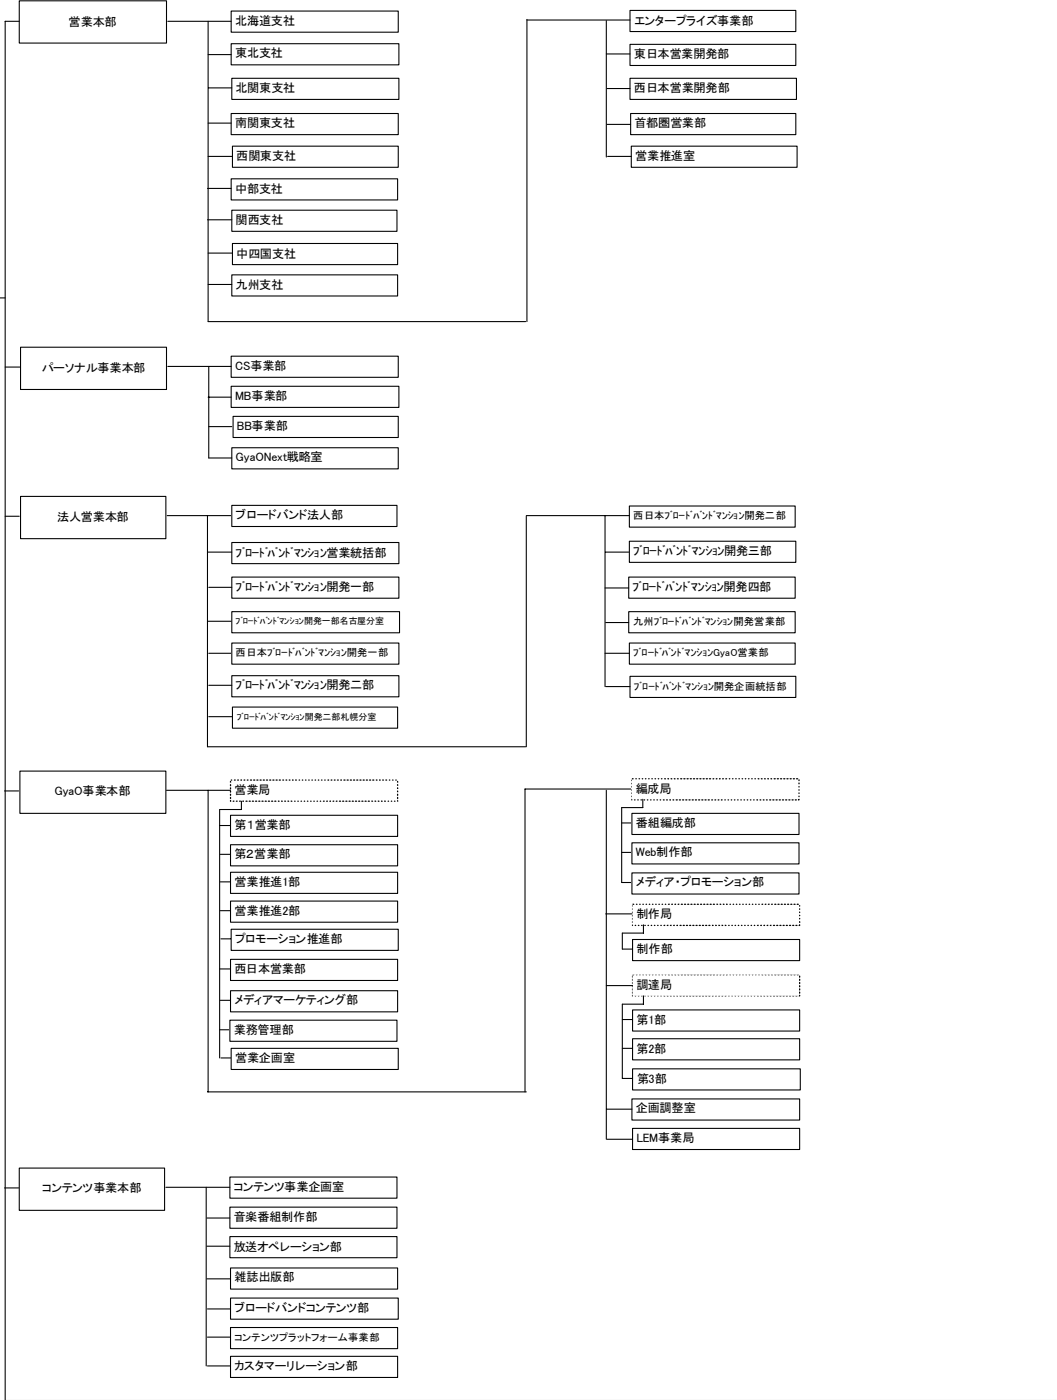 営業本部
北海道支社
東北支社
北関東支社
南関東支社
西関東支社
中部支社
関西支社
中四国支社
九州支社
エンタープライズ事業部
東日本営業開発部
西日本営業開発部
首都圏営業部
営業推進室
パーソナル事業本部
CS事業部
MB事業部
BB事業部
GyaONext戦略室
法人営業本部
ブロードバンド法人部
ﾌﾞﾛｰﾄﾞﾊﾞﾝﾄﾞﾏﾝｼｮﾝ営業統括部
ﾌﾞﾛｰﾄﾞﾊﾞﾝﾄﾞﾏﾝｼｮﾝ開発一部
ﾌﾞﾛｰﾄﾞﾊﾞﾝﾄﾞﾏﾝｼｮﾝ開発一部名古屋分室
西日本ﾌﾞﾛｰﾄﾞﾊﾞﾝﾄﾞﾏﾝｼｮﾝ開発一部
ﾌﾞﾛｰﾄﾞﾊﾞﾝﾄﾞﾏﾝｼｮﾝ開発二部
ﾌﾞﾛｰﾄﾞﾊﾞﾝﾄﾞﾏﾝｼｮﾝ開発二部札幌分室
西日本ﾌﾞﾛｰﾄﾞﾊﾞﾝﾄﾞﾏﾝｼｮﾝ開発二部
ﾌﾞﾛｰﾄﾞﾊﾞﾝﾄﾞﾏﾝｼｮﾝ開発三部
ﾌﾞﾛｰﾄﾞﾊﾞﾝﾄﾞﾏﾝｼｮﾝ開発四部
九州ﾌﾞﾛｰﾄﾞﾊﾞﾝﾄﾞﾏﾝｼｮﾝ開発営業部
ﾌﾞﾛｰﾄﾞﾊﾞﾝﾄﾞﾏﾝｼｮﾝGyaO営業部
ﾌﾞﾛｰﾄﾞﾊﾞﾝﾄﾞﾏﾝｼｮﾝ開発企画統括部
GyaO事業本部
営業局
第1営業部
第2営業部
営業推進1部
営業推進2部
プロモーション推進部
西日本営業部
メディアマーケティング部
業務管理部
営業企画室
編成局
番組編成部
Web制作部
メディア・プロモーション部
制作局
制作部
調達局
第1部
第2部
第3部
企画調整室
LEM事業局
コンテンツ事業本部
コンテンツ事業企画室
音楽番組制作部
放送オペレーション部
雑誌出版部
ブロードバンドコンテンツ部
コンテンツプラットフォーム事業部
カスタマーリレーション部